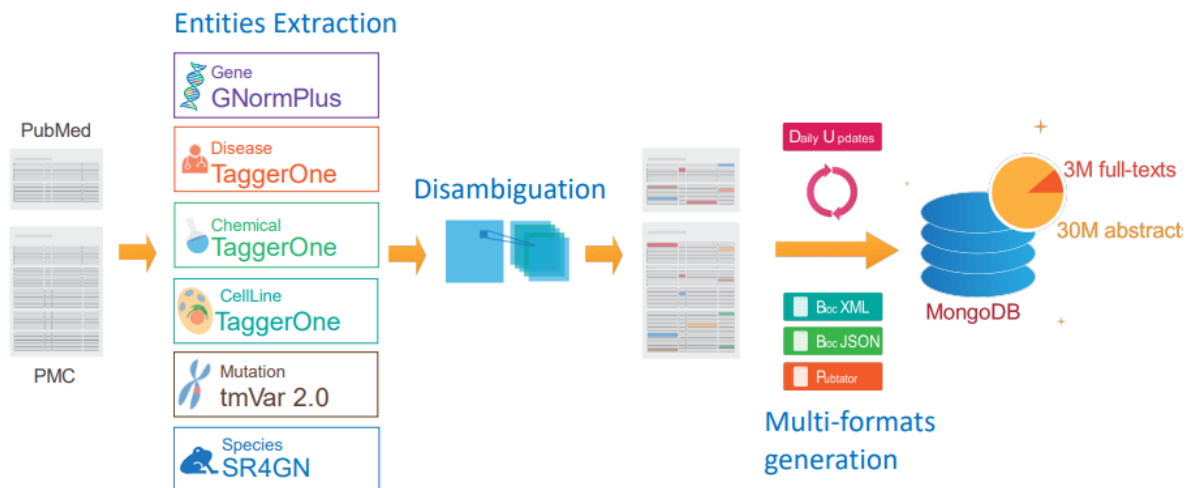 Entities Extraction
PubMed
PMC
Gene
GNormPlus
Disease
TaggerOne
Chemical
TaggerOne
CellLine
TaggerOne
Mutation
tmVar 2.0
Species
SR4GN
Disambiguation
Daily Updates
Bioc XML
Bioc JSON
Pubtator
Multi-formats
generation
3M full-texts
30M abstracts
MongoDB